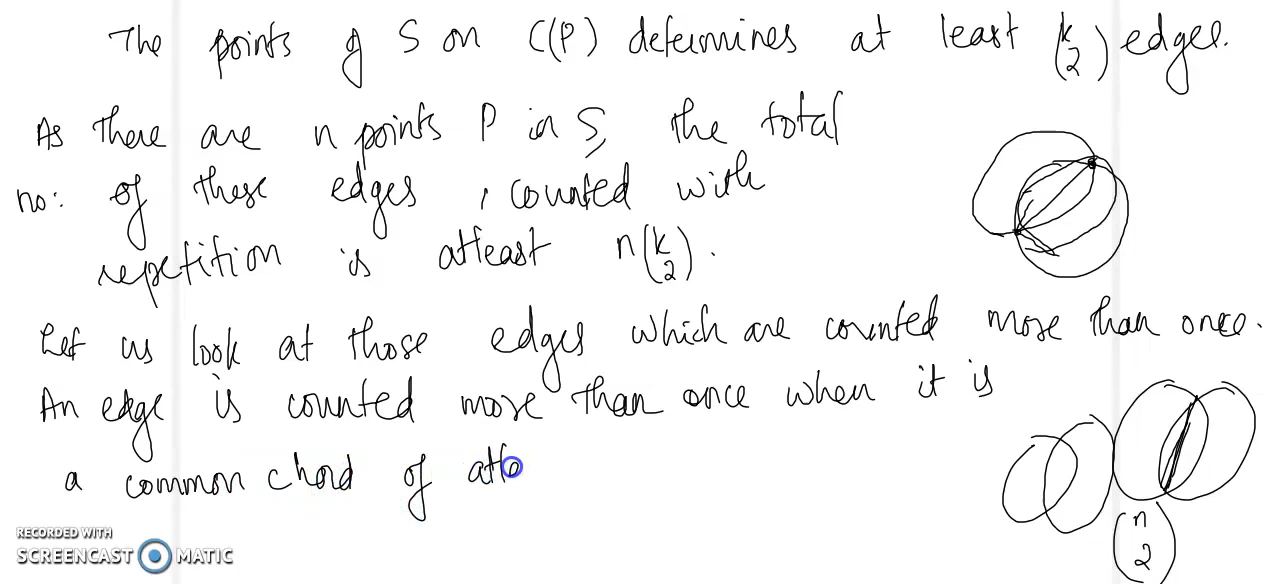 The points of S on C(P) determines at least (k 2) edges.
As there are n points P in S, the total
no: of these edges, counted with
repetition is atleast n(k 2).
Let us look at those edges which are counted more than once.
An edge is counted more than once when it is
a common chord of atle
(n 2)
RECORDED WITH
SCREENCAST MATIC